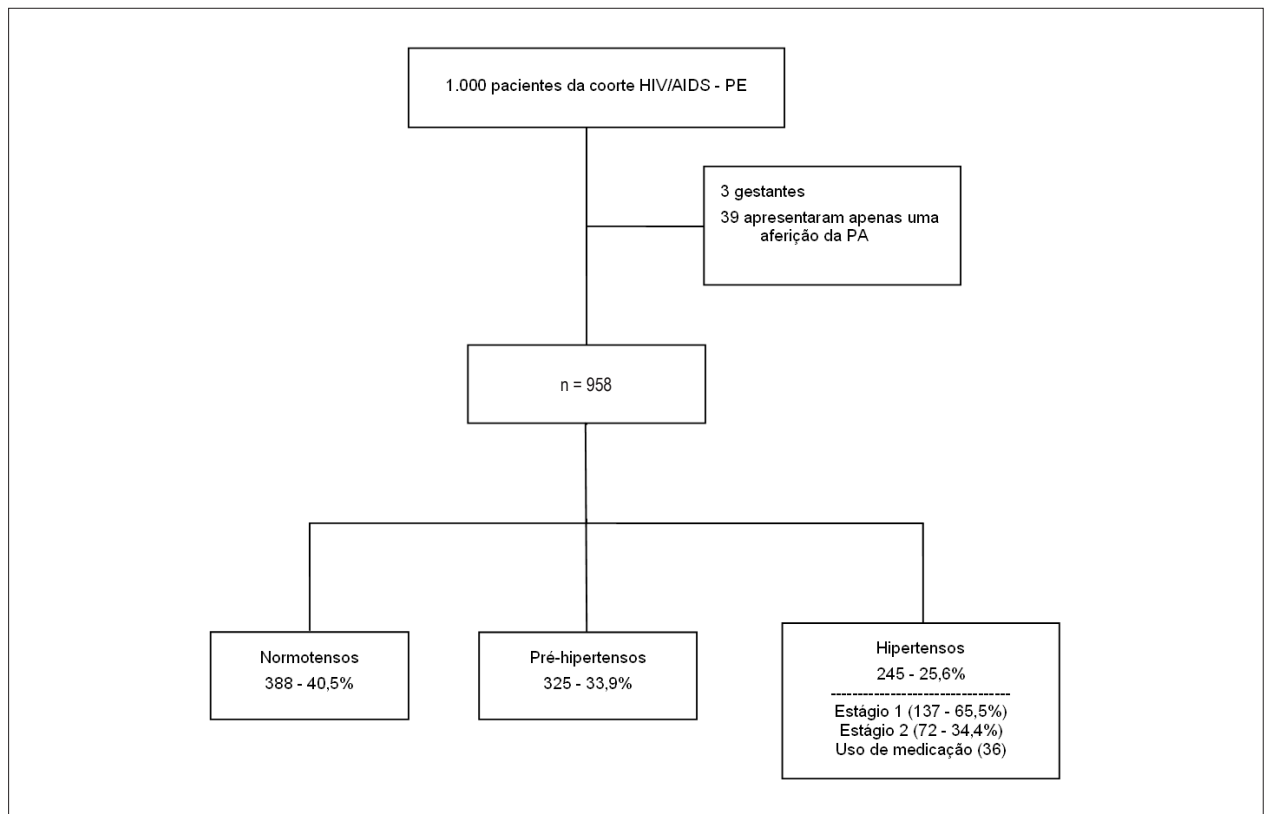 1.000 pacientes da coorte HIV/AIDS - PE
3 gestantes
39 apresentaram apenas uma
aferição da PA
n = 958
Normotensos
388 - 40,5%
Pré-hipertensos
325 - 33,9%
Hipertensos
245 - 25,6%
----------------------------------
Estágio 1 (137 - 65,5%)
Estágio 2 (72 - 34,4%)
Uso de medicação (36)